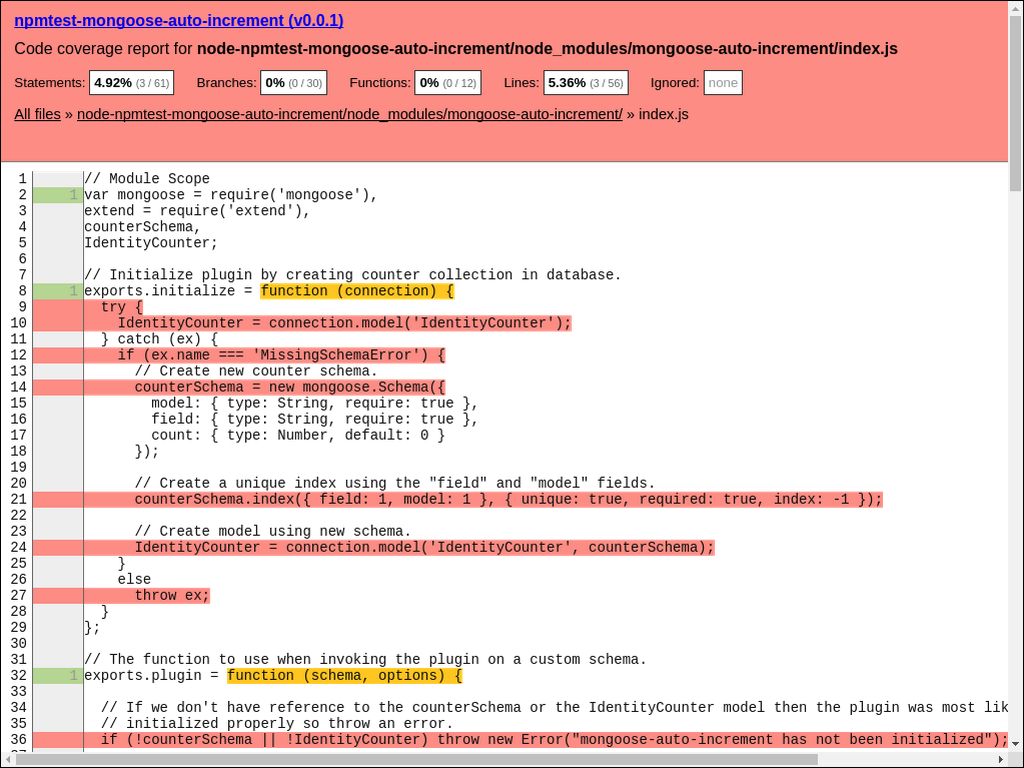 npmtest-mongoose-auto-increment (v0.0.1)
Code coverage report for node-npmtest-mongoose-auto-increment/node_modules/mongoose-auto-increment/index.js
Statements: 4.92% (3 / 61) Branches: 0% (0 / 30) Functions: 0% (0 / 12) Lines: 5.36% (3 / 56) Ignored: none
All files » node-npmtest-mongoose-auto-increment/node_modules/mongoose-auto-increment/ » index.js
1 // Module Scope
2 1 var mongoose = require('mongoose'),
3 extend = require('extend'),
4 counterSchema,
5 IdentityCounter;
6
7 // Initialize plugin by creating counter collection in database.
8 1 exports.initialize = function (connection) {
9   try {
10     IdentityCounter = connection.model('IdentityCounter');
11   } catch (ex) {
12     if (ex.name === 'MissingSchemaError') {
13       // Create new counter schema.
14       counterSchema = new mongoose.Schema({
15         model: { type: String, require: true },
16         field: { type: String, require: true },
17         count: { type: Number, default: 0 }
18       });
19
20       // Create a unique index using the "field" and "model" fields.
21       counterSchema.index({ field: 1, model: 1 }, { unique: true, required: true, index: -1 });
22
23       // Create model using new schema.
24       IdentityCounter = connection.model('IdentityCounter', counterSchema);
25     }
26     else
27       throw ex;
28   }
29 };
30
31 // The function to use when invoking the plugin on a custom schema.
32 1 exports.plugin = function (schema, options) {
33
34   // If we don't have reference to the counterSchema or the IdentityCounter model then the plugin was most lik
35   // initialized properly so throw an error.
36   if (!counterSchema || !IdentityCounter) throw new Error("mongoose-auto-increment has not been initialized");